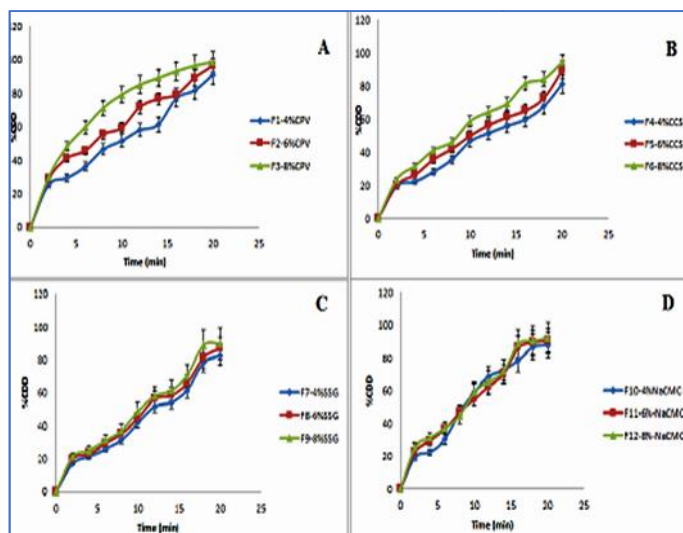 A
120
100
80
60
40
20
0
%CDD
0 5 10 15 20 25
Time (min)
F1-4%CPV
F2-6%CPV
F3-8%CPV
B
120
100
80
60
40
20
0
%CDD
0 5 10 15 20 25
Time (min)
F4-4%CCS
F5-6%CCS
F6-8%CCS
C
120
100
80
60
40
20
0
%CDD
0 5 10 15 20 25
Time (min)
F7-4%SSG
F8-6%SSG
F9-8%SSG
D
120
100
80
60
40
20
0
%CDD
0 5 10 15 20 25
Time (min)
F10-4%NaCMC
F11-6%-NaCMC
F12-8%-NaCMC